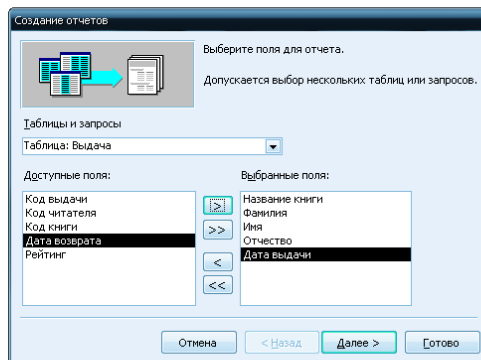 Создание отчетов
Выберите поля для отчета.
Допускается выбор нескольких таблиц или запросов.
Таблицы и запросы
Таблица: Выдача
Доступные поля:
Выбранные поля:
Код выдачи
Код читателя
Код книги
Дата возврата
Рейтинг
>
>>
<
<<
Название книги
Фамилия
Имя
Отчество
Дата выдачи
Отмена
< Назад
Далее >
Готово